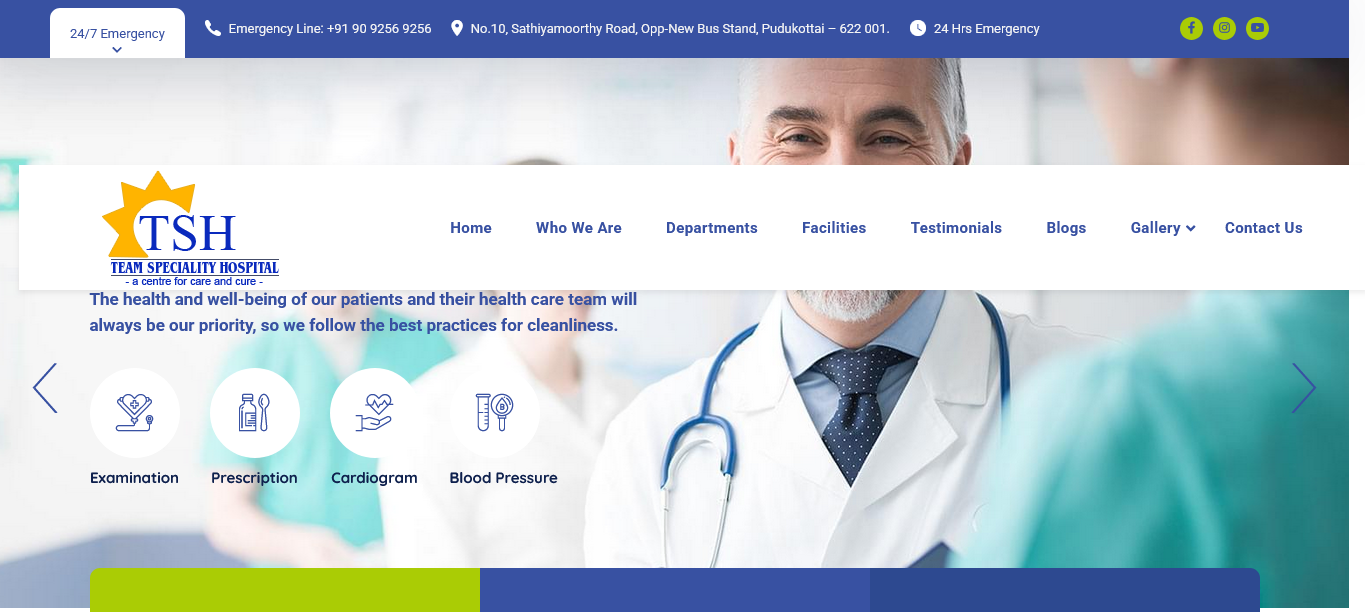 24/7 Emergency
Emergency Line: +91 90 9256 9256
No.10, Sathiyamoorthy Road, Opp-New Bus Stand, Pudukottai – 622 001.
24 Hrs Emergency
TSH
TEAM SPECIALITY HOSPITAL
- a centre for care and cure -
Home
Who We Are
Departments
Facilities
Testimonials
Blogs
Gallery
Contact Us
The health and well-being of our patients and their health care team will
always be our priority, so we follow the best practices for cleanliness.
Examination
Prescription
Cardiogram
Blood Pressure